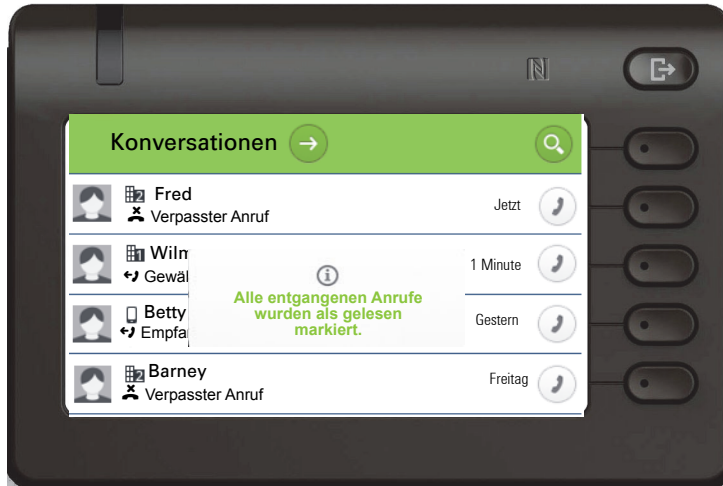 Konversationen
Fred
Jetzt
Verpasster Anruf
1 Minute
Alle entgangenen Anrufe
wurden als gelesen
markiert.
Betty
Gestern
Barney
Freitag
Verpasster Anruf